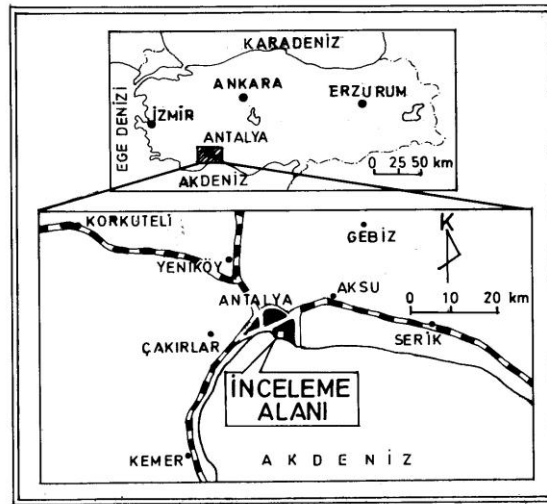 KARADENİZ
ANKARA
ERZURUM
EGE DENİZİ
İZMİR
ANTALYA
0 25 50 km
AKDENİZ
KORKUTELİ
GEBİZ
K
YENİKÖY
ANTALYA
AKSU
0 10 20 km
ÇAKIRLAR
SERİK
İNCELEME
ALANI
KEMER
AKDENİZ